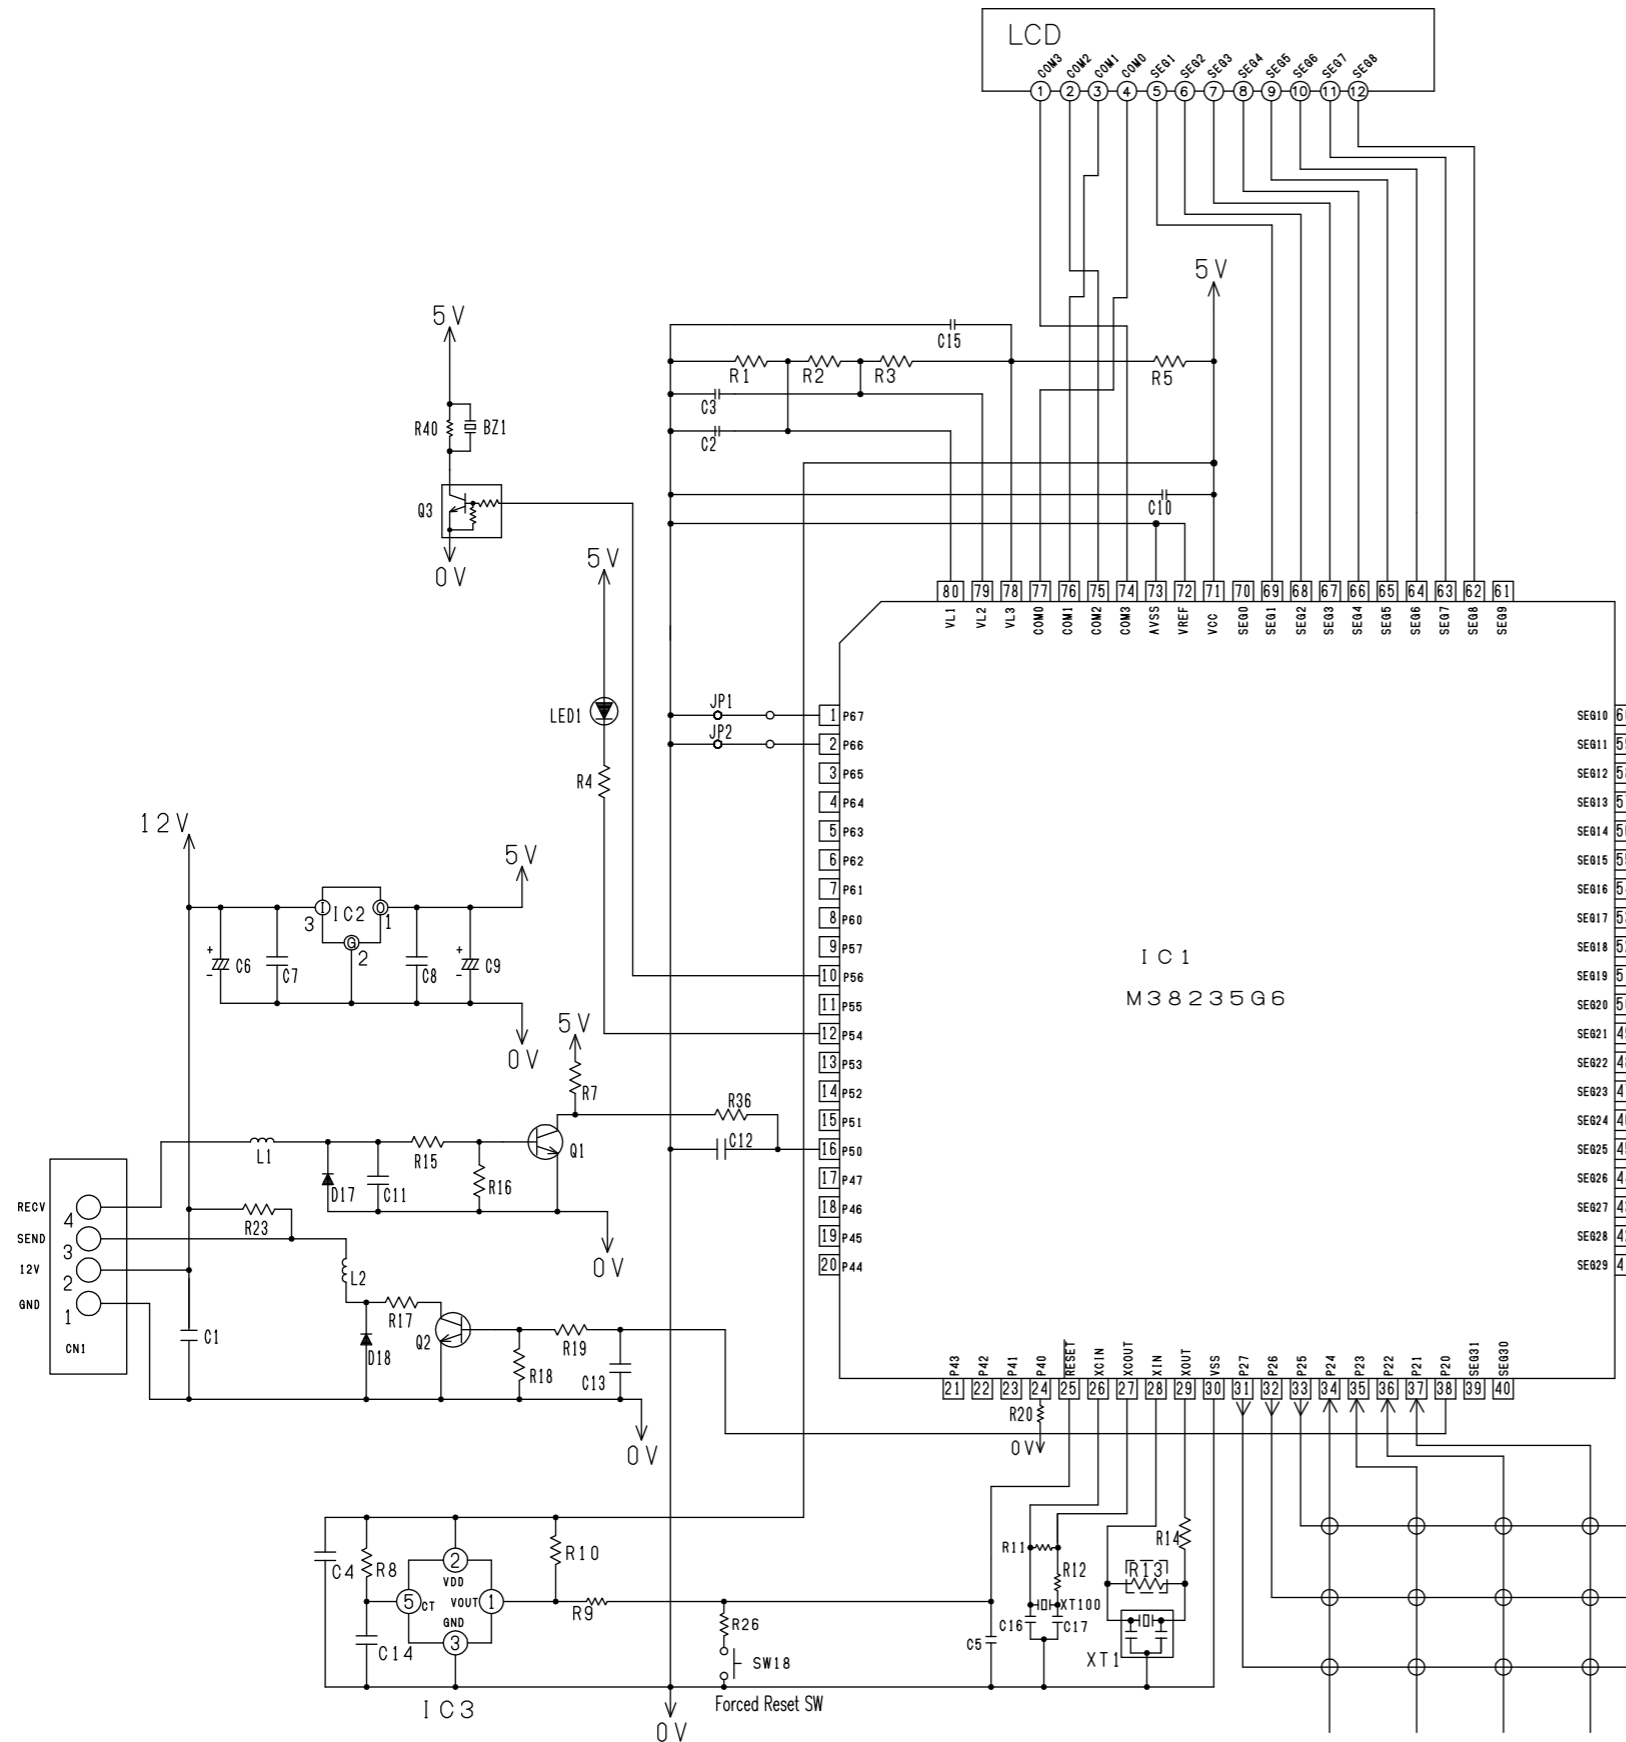 LCD
COM3 COM2 COM1 COM0 SEG1 SEG2 SEG3 SEG4 SEG5 SEG6 SEG7 SEG8
1 2 3 4 5 6 7 8 9 10 11 12
5V
5V
C15
R1 R2 R3 R5
C3
R40 BZ1
C2
Q3
C10
0V
5V
80 79 78 77 76 75 74 73 72 71 70 69 68 67 66 65 64 63 62 61
VL1 VL2 VL3 COM0 COM1 COM2 COM3 AVSS VREF VCC SEG0 SEG1 SEG2 SEG3 SEG4 SEG5 SEG6 SEG7 SEG8 SEG9
LED1
JP1
1 P67 SEG10
JP2
2 P66 SEG11
R4
3 P65 SEG12
4 P64 SEG13
12V
5 P63 SEG14
5V
6 P62 SEG15
7 P61 SEG16
I IC2 O
3 1
8 P60 SEG17
G 2
9 P57 SEG18
+ - C6 C7 C8 + - C9
IC1
10 P56 SEG19
M38235G6
11 P55 SEG20
5V
12 P54 SEG21
0V
13 P53 SEG22
R7
14 P52 SEG23
R36
15 P51 SEG24
C12
16 P50 SEG25
L1 R15 Q1
17 P47 SEG26
D17 C11 R16
18 P46 SEG27
RECV 4
R23
19 P45 SEG28
SEND 3
20 P44 SEG29
12V 2
L2
0V
GND 1
R17
CN1
C1
Q2
D18
R19
R18
C13
0V
P43 P42 P41 P40 RESET XCIN XCOUT XIN XOUT VSS P27 P26 P25 P24 P23 P22 P21 P20 SEG31 SEG30
21 22 23 24 25 26 27 28 29 30 31 32 33 34 35 36 37 38 39 40
R20
0V
R14
R11
C4 R8
2
VDD
R10
R12 R13
5 CT VOUT 1
R9
XT100
GND
3
C14
R26
C16 C17
C5
SW18
XT1
IC3
Forced Reset SW
0V